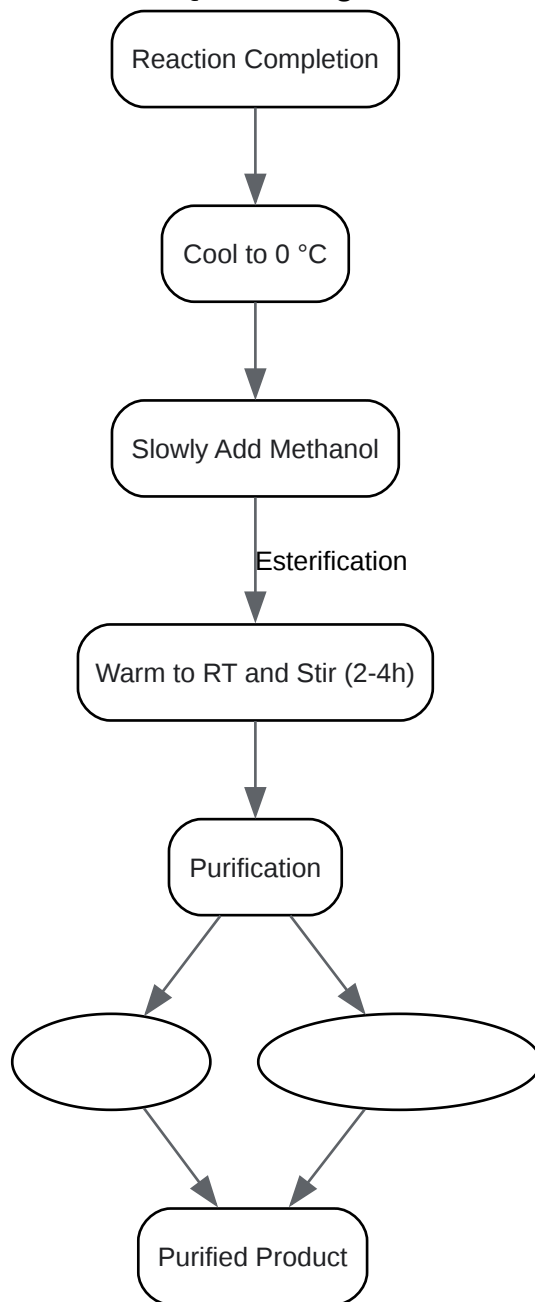 Reaction Completion
Cool to 0 °C
Slowly Add Methanol
Esterification
Warm to RT and Stir (2-4h)
Purification
Purified Product